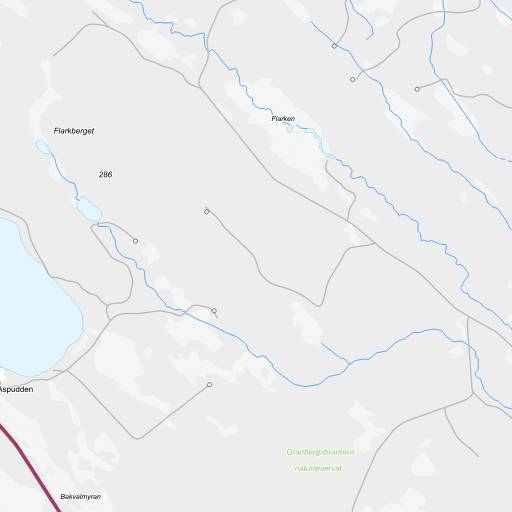 Flarken
Flarkberget
286
Aspudden
Granbergsbrantens
naturreservat
Bakvalmyran